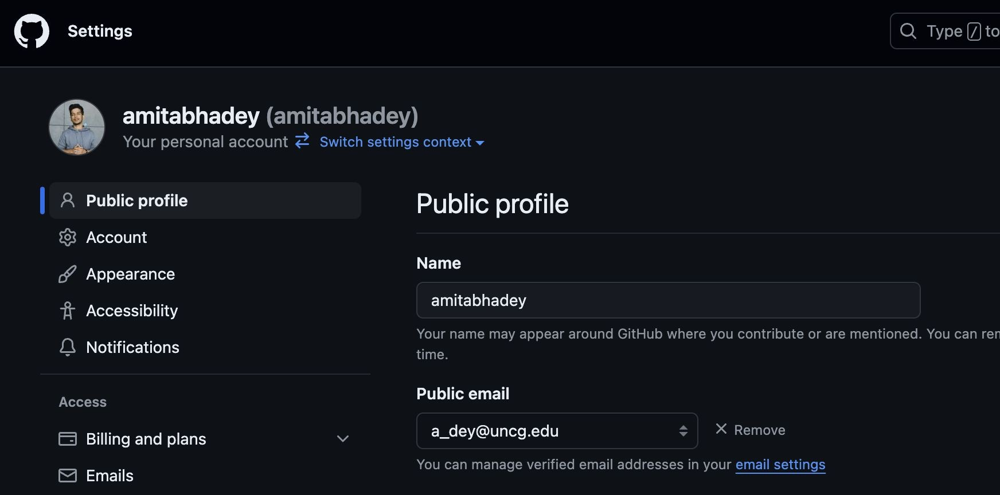 Settings
Type / to
amitabhadey (amitabhadey)
Your personal account Switch settings context
Public profile
Account
Appearance
Accessibility
Notifications
Access
Billing and plans
Emails
Public profile
Name
amitabhadey
Your name may appear around GitHub where you contribute or are mentioned. You can
time.
Public email
a_dey@uncg.edu
Remove
You can manage verified email addresses in your email settings